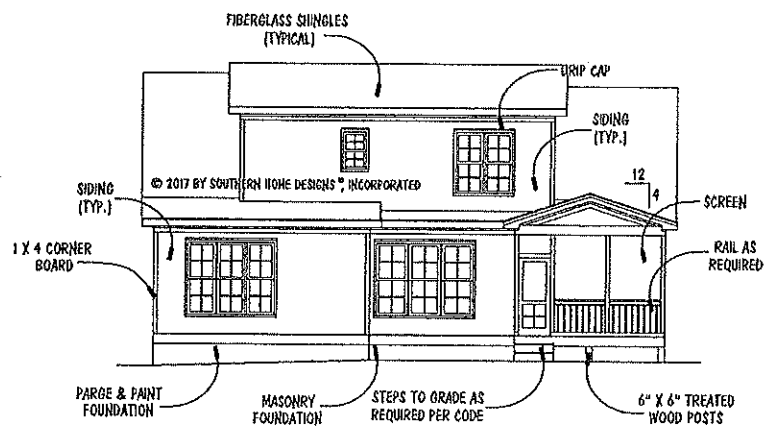 FIBERGLASS SHINGLES
(TYPICAL)
DRIP CAP
SIDING
(TYP.)
© 2017 BY SOUTHERN HOME DESIGNS®, INCORPORATED
12
4
SIDING
(TYP.)
SCREEN
1 X 4 CORNER
BOARD
RAIL AS
REQUIRED
PARGE & PAINT
FOUNDATION
MASONRY
FOUNDATION
STEPS TO GRADE AS
REQUIRED PER CODE
6" X 6" TREATED
WOOD POSTS